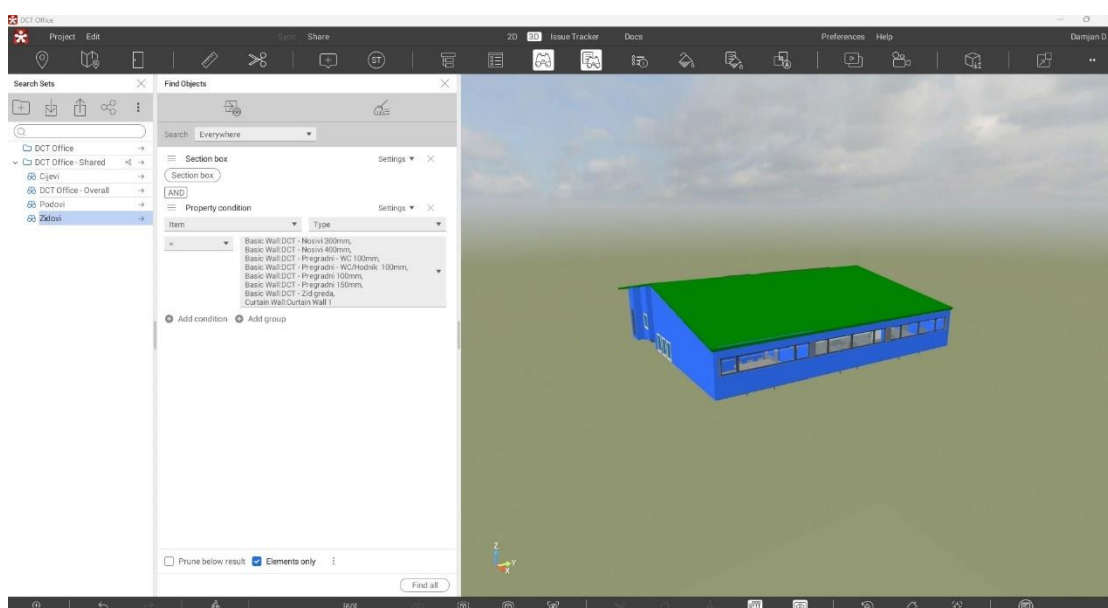 DCT Office
Project Edit Sync Share 2D 3D Issue Tracker Docs Preferences Help Damjan D
ST
Search Sets
DCT Office
DCT Office - Shared
Cijevi
DCT Office - Overall
Podovi
Zidovi
Find Objects
Search Everywhere
Section box Settings
Section box
AND
Property condition Settings
Item Type
=
Basic Wall:DCT - Nosivi 300mm,
Basic Wall:DCT - Nosivi 400mm,
Basic Wall:DCT - Pregradni - WC 100mm,
Basic Wall:DCT - Pregradni - WC/Hodnik 100mm,
Basic Wall:DCT - Pregradni 100mm,
Basic Wall:DCT - Pregradni 150mm,
Basic Wall:DCT - Zid greda,
Curtain Wall:Curtain Wall 1
Add condition Add group
Prune below result Elements only
Find all
Z
Y
X